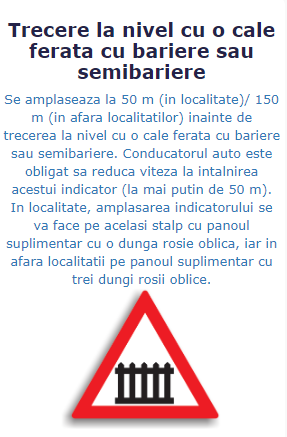 Trecere la nivel cu o cale
ferata cu bariere sau
semibariere
Se amplaseaza la 50 m (in localitate)/ 150
m (in afara localitatilor) inainte de
trecerea la nivel cu o cale ferata cu bariere
sau semibariere. Conducatorul auto este
obligat sa reduca viteza la intalnirea
acestui indicator (la mai putin de 50 m).
In localitate, amplasarea indicatorului se
va face pe acelasi stalp cu panoul
suplimentar cu o dunga rosie oblica, iar in
afara localitatii pe panoul suplimentar cu
trei dungi rosii oblice.